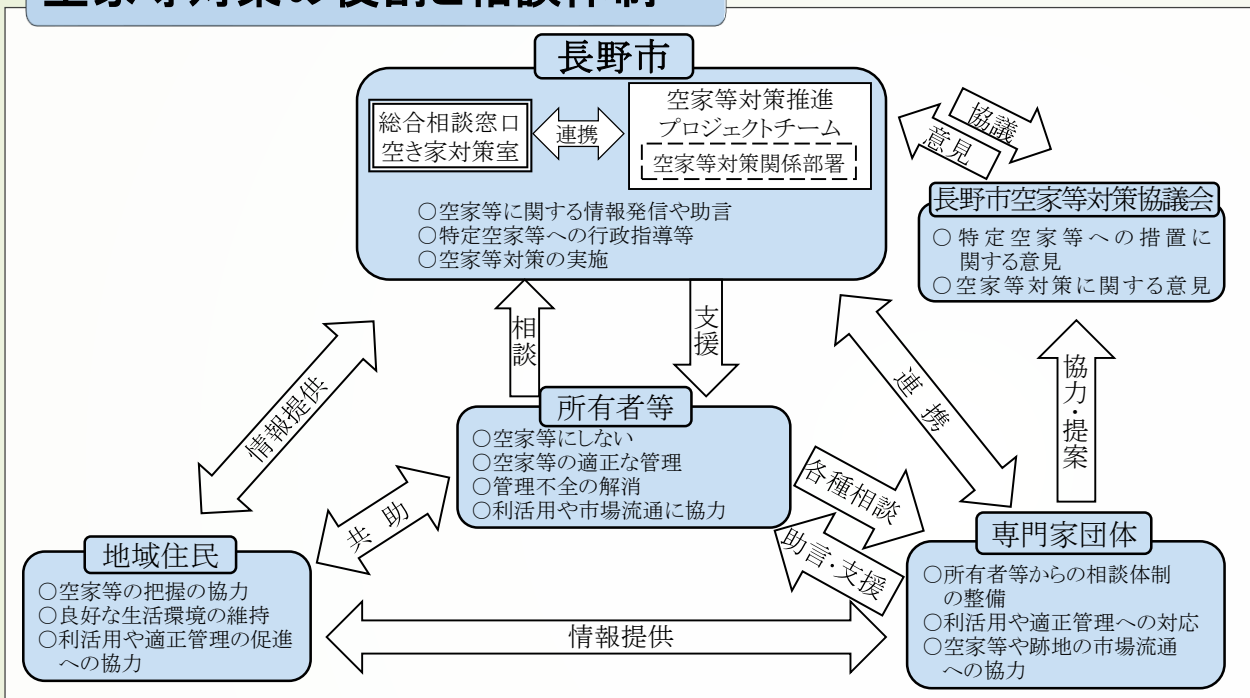 空家等対策の役割と相談体制
長野市
総合相談窓口
空き家対策室
連携
空家等対策推進
プロジェクトチーム
空家等対策関係部署
○空家等に関する情報発信や助言
○特定空家等への行政指導等
○空家等対策の実施
協議
意見
長野市空家等対策協議会
○特定空家等への措置に
関する意見
○空家等対策に関する意見
相談
支援
情報提供
連携
協力・提案
所有者等
○空家等にしない
○空家等の適正な管理
○管理不全の解消
○利活用や市場流通に協力
共助
各種相談
助言・支援
地域住民
○空家等の把握の協力
○良好な生活環境の維持
○利活用や適正管理の促進
への協力
情報提供
専門家団体
○所有者等からの相談体制
の整備
○利活用や適正管理への対応
○空家等や跡地の市場流通
への協力